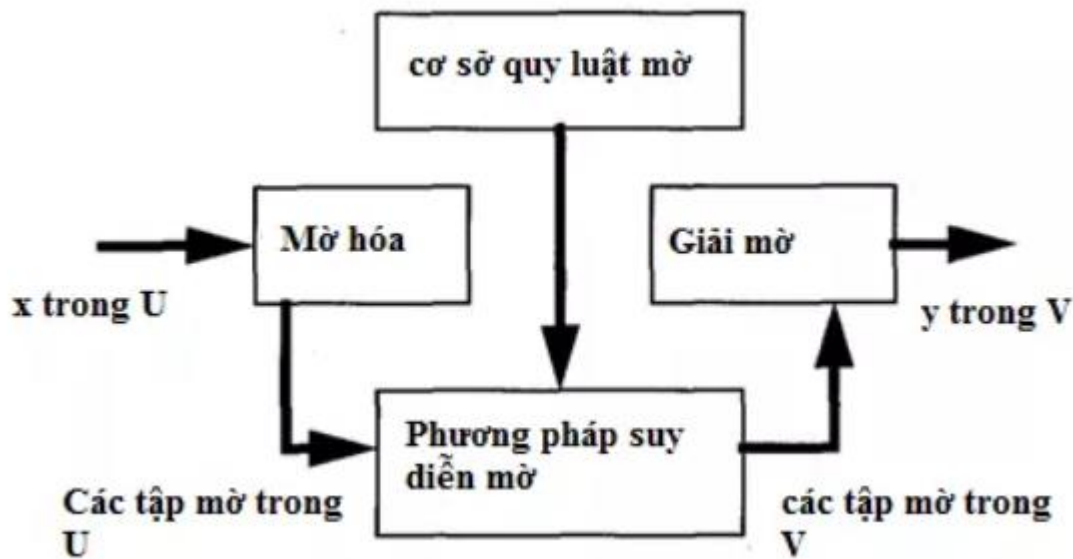 cơ sở quy luật mờ
Mờ hóa
Giải mờ
x trong U
y trong V
Phương pháp suy
diễn mờ
Các tập mờ trong
U
các tập mờ trong
V